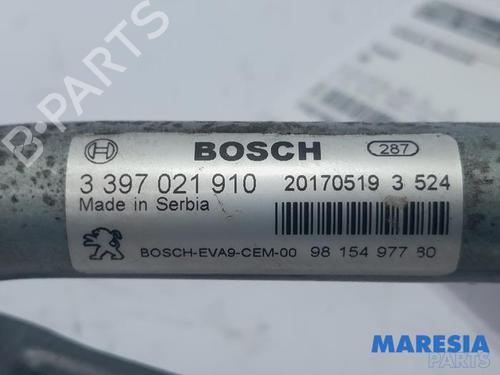 BOSCH 287
3 397 021 910 20170519 3 524
Made in Serbia
BOSCH-EVA9-CEM-00 98 154 977 80
B-PARTS
MARESIA
PARTS